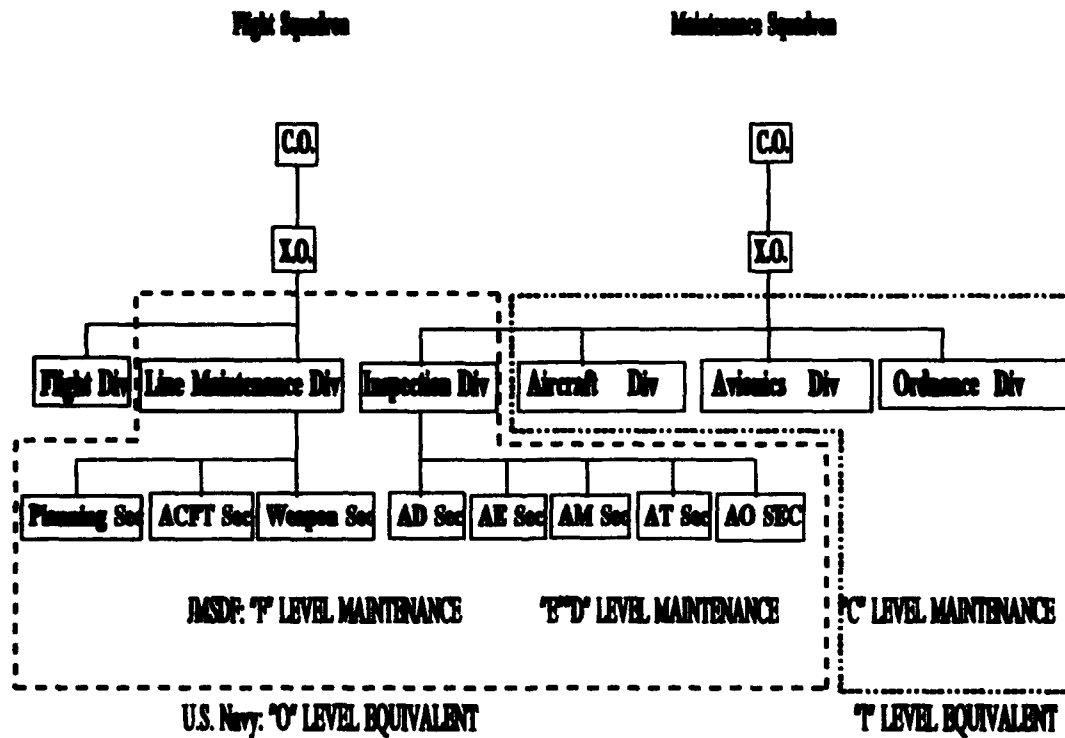 Flight Squadron
Maintenance Squadron
C.O.
C.O.
X.O.
X.O.
Flight Div
Line Maintenance Div
Inspection Div
Aircraft Div
Avionics Div
Ordnance Div
Planning Sec
ACFT Sec
Weapon Sec
AD Sec
AE Sec
AM Sec
AT Sec
AO SEC
JMSDF: "F" LEVEL MAINTENANCE
"E""D" LEVEL MAINTENANCE
"C" LEVEL MAINTENANCE
U.S. Navy: "O" LEVEL EQUIVALENT
"I" LEVEL EQUIVALENT